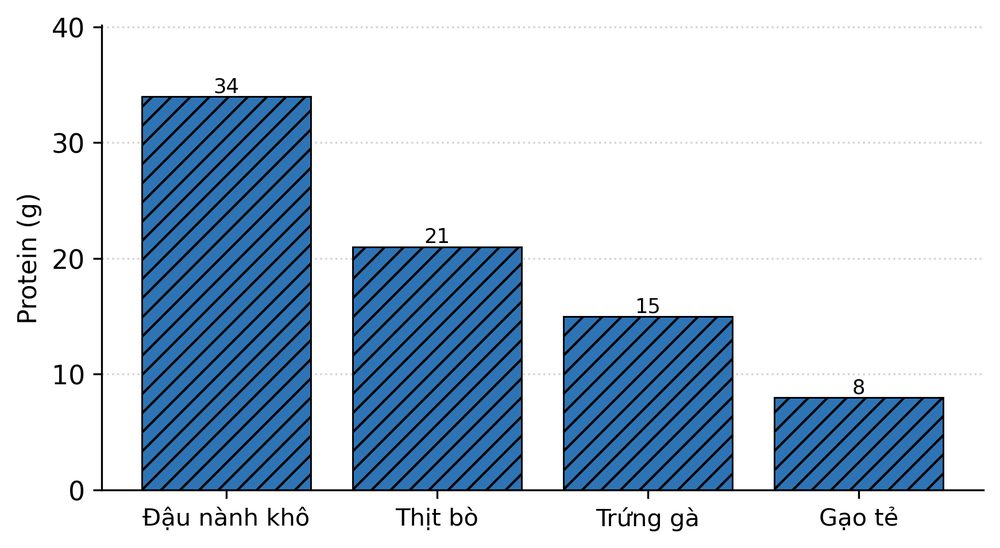 Protein (g)
40
30
20
10
0
34
21
15
8
Đậu nành khô
Thịt bò
Trứng gà
Gạo tẻ